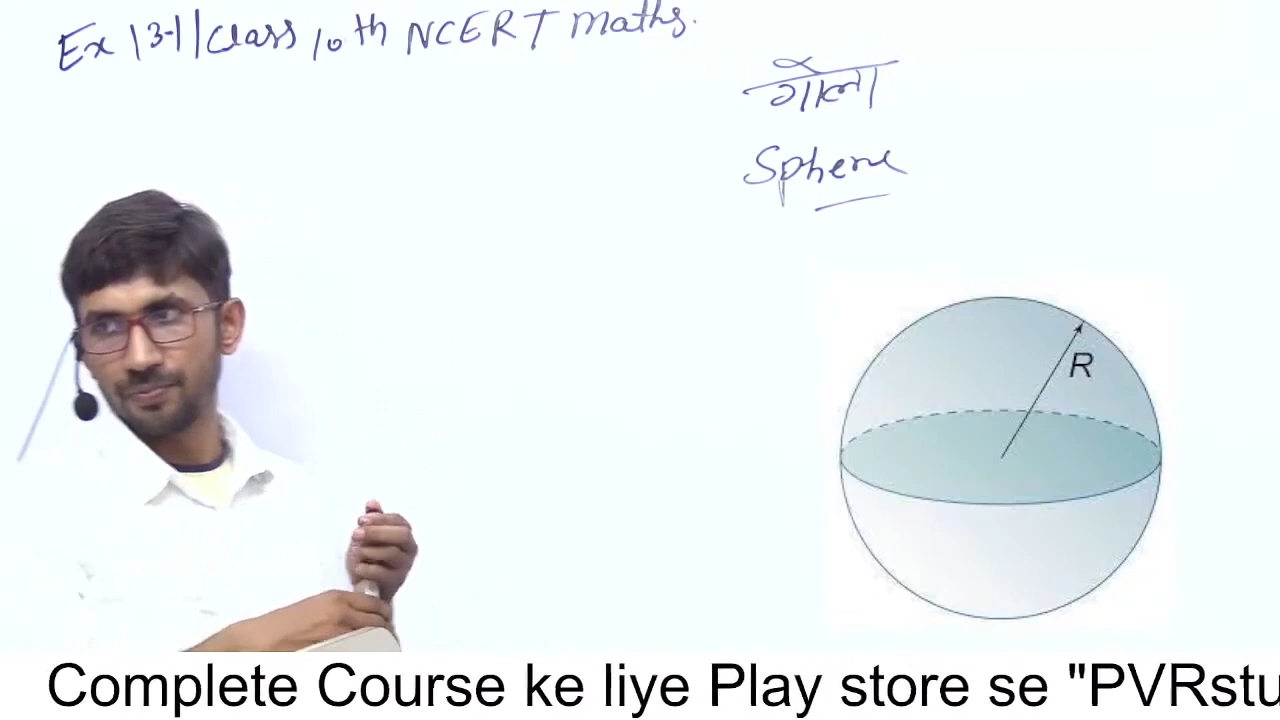 Ex 13.1 || Class 10th NCERT Maths.
गोला
Sphere
R
Complete Course ke liye Play store se "PVRstu